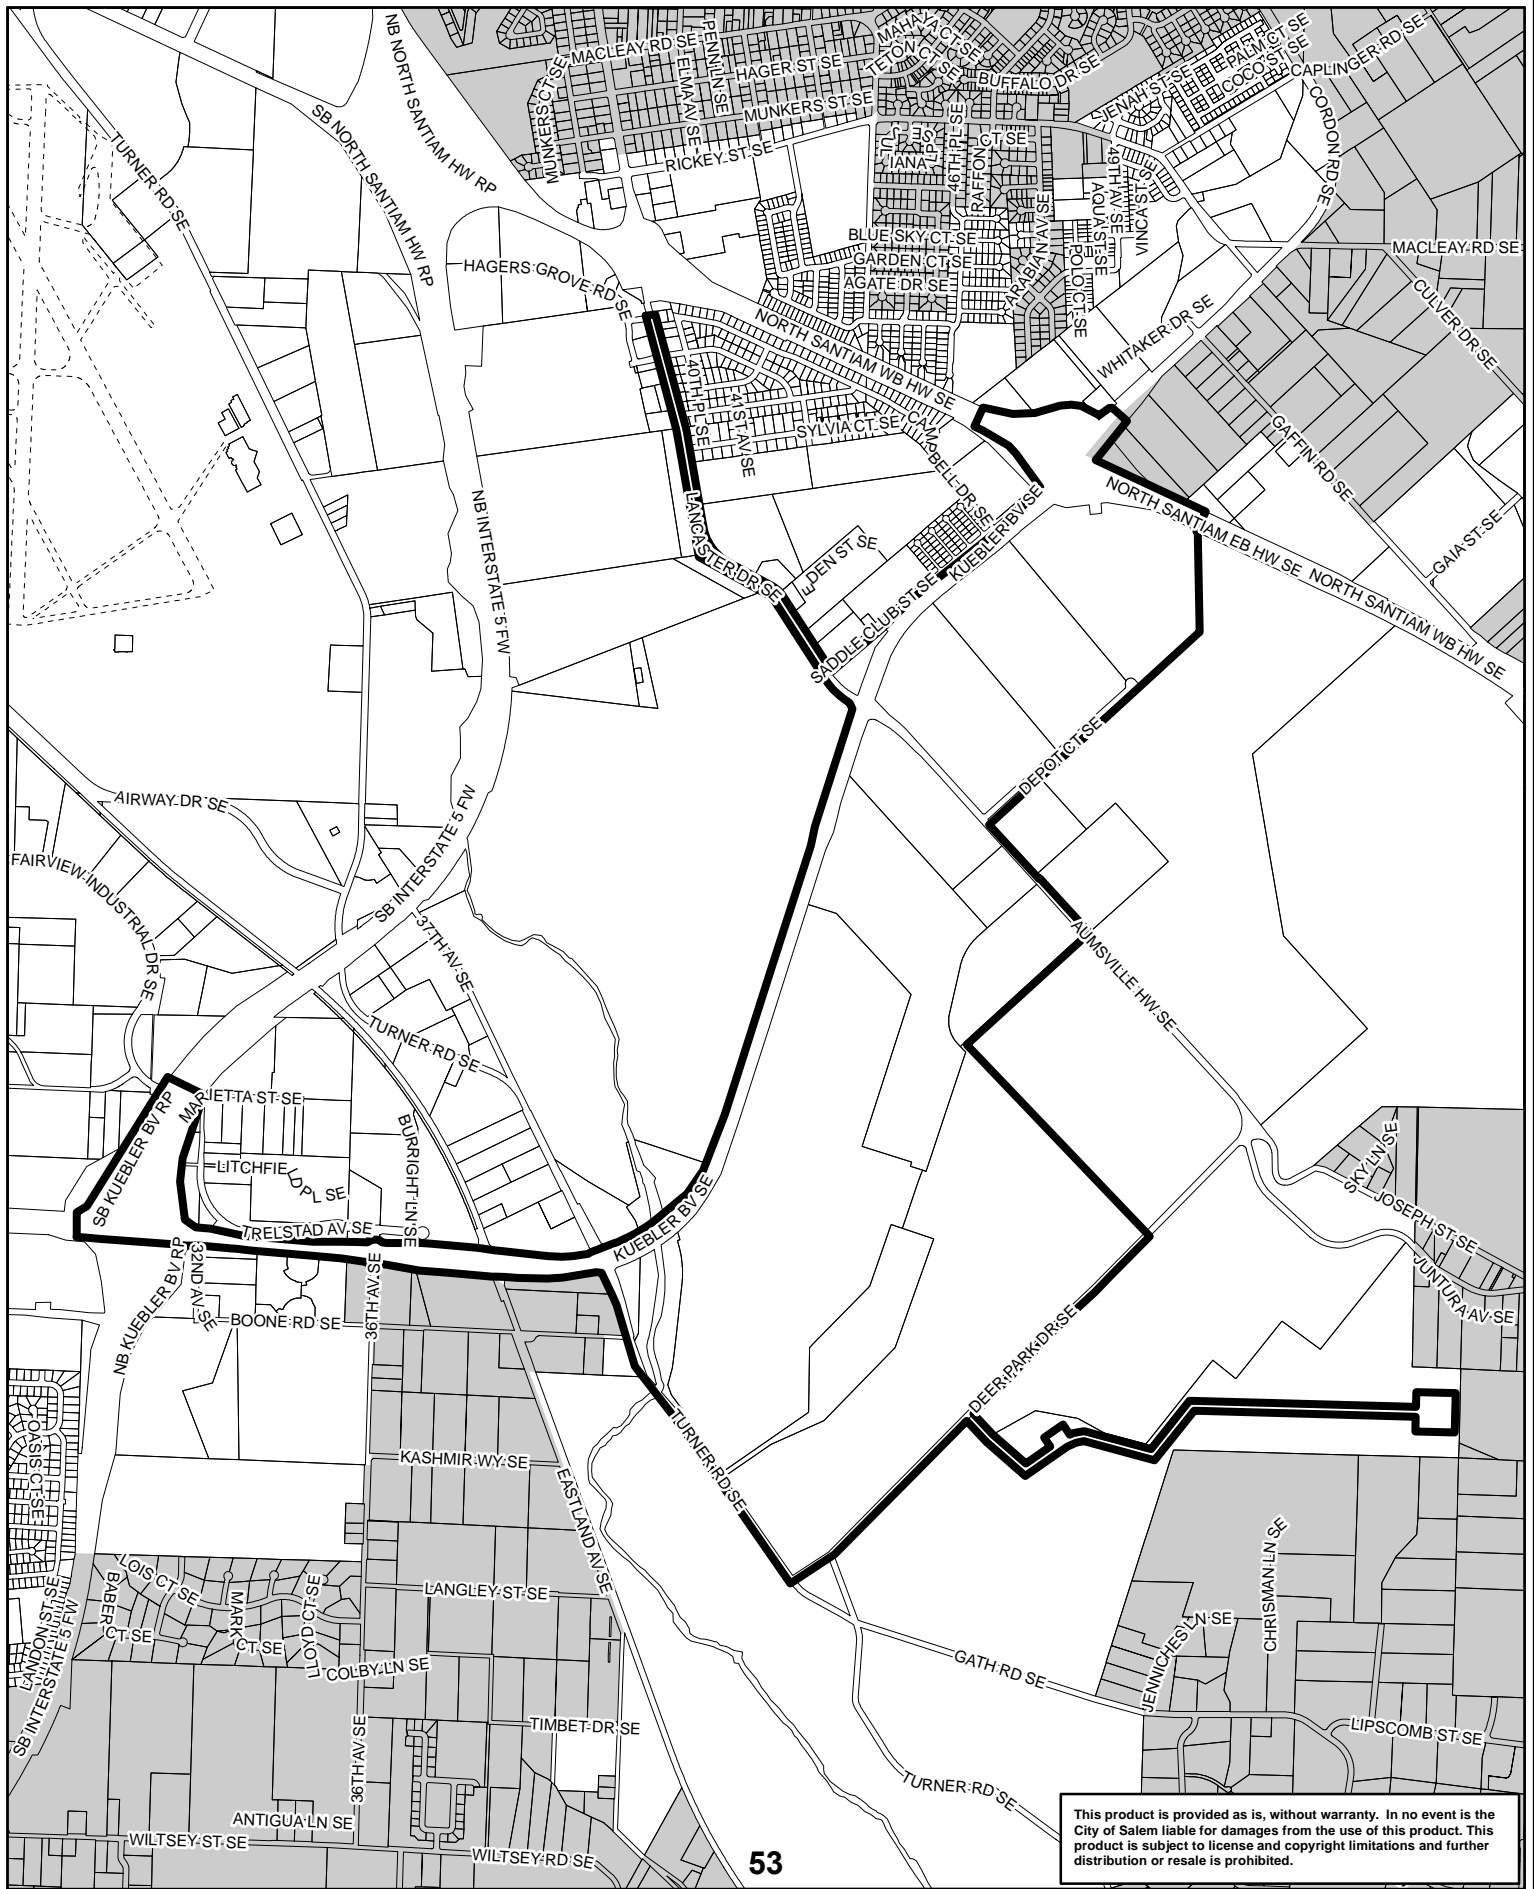 MACLEAY RD SE
PENN LN SE
MAHAYA CT SE
TETON CT SE
HAGER ST SE
ELMA AV SE
BUFFALO DR SE
JENAH ST SE
PALM CT SE
COCO ST SE
CAPLINGER RD SE
NB NORTH SANTIAM HW RP
SB NORTH SANTIAM HW RP
MUNKERS CT SE
MUNKERS ST SE
RICKEY ST SE
IANA
46TH PL SE
RAFFON
CT SE
49TH AV SE
AQUA ST SE
VINCA ST SE
CORDON RD SE
TURNER RD SE
BLUE SKY CT SE
GARDEN CT SE
AGATE DR SE
ARABIAN AV SE
POLO CT SE
MACLEAY RD SE
HAGERS GROVE RD SE
CULVER DR SE
NORTH SANTIAM WB HW SE
WHITAKER DR SE
40TH PL SE
41ST AV SE
SYLVIA CT SE
CAMPBELL DR SE
GAFFIN RD SE
NB INTERSTATE 5 FW
LANCASTER DR SE
EDEN ST SE
KUEBLER BV SE
SADDLE CLUB ST SE
NORTH SANTIAM EB HW SE
NORTH SANTIAM WB HW SE
GAIA ST SE
DEPOT CT SE
AIRWAY DR SE
SB INTERSTATE 5 FW
FAIRVIEW INDUSTRIAL DR SE
37TH AV SE
AUMSVILLE HW SE
TURNER RD SE
MARIETTA ST SE
SB KUEBLER BV RP
BURRIGHT LN SE
LITCHFIELD PL SE
TRELSTAD AV SE
KUEBLER BV SE
SKY LN SE
JOSEPH ST SE
JUNTURA AV SE
NB KUEBLER BV RP
32ND AV SE
36TH AV SE
BOONE RD SE
DEER PARK DR SE
OASIS CT SE
KASHMIR WY SE
TURNER RD SE
EASTLAND AV SE
LOIS CT SE
BABER CT SE
MARK CT SE
LLOYD CT SE
COLBY LN SE
LANGLEY ST SE
LANDON ST SE
SB INTERSTATE 5 FW
CHRISMAN LN SE
JENNICHES LN SE
GATH RD SE
LIPSCOMB ST SE
TIMBET DR SE
36TH AV SE
TURNER RD SE
ANTIGUA LN SE
WILTSEY ST SE
WILTSEY RD SE
53
This product is provided as is, without warranty. In no event is the
City of Salem liable for damages from the use of this product. This
product is subject to license and copyright limitations and further
distribution or resale is prohibited.